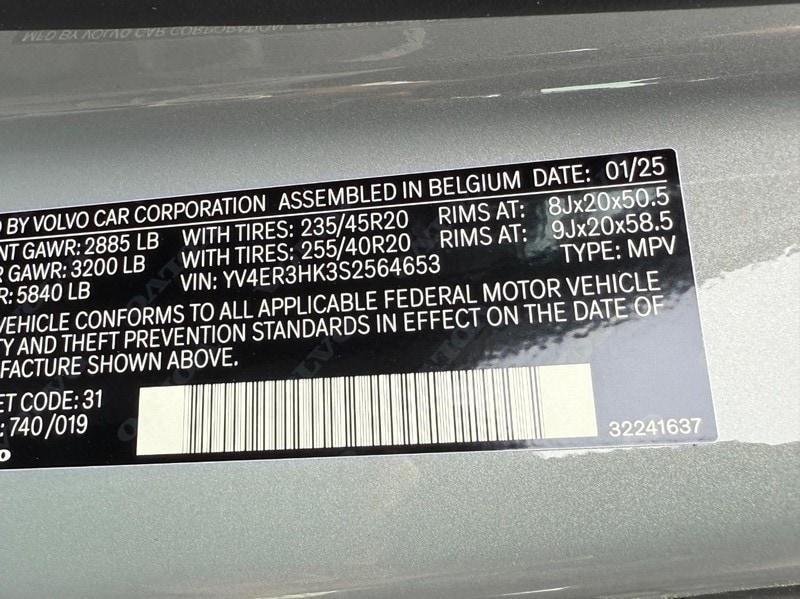 D BY VOLVO CAR CORPORATION ASSEMBLED IN BELGIUM DATE: 01/25
NT GAWR: 2885 LB WITH TIRES: 235/45R20 RIMS AT: 8Jx20x50.5
GAWR: 3200 LB WITH TIRES: 255/40R20 RIMS AT: 9Jx20x58.5
R: 5840 LB VIN: YV4ER3HK3S2564653 TYPE: MPV
VEHICLE CONFORMS TO ALL APPLICABLE FEDERAL MOTOR VEHICLE
TY AND THEFT PREVENTION STANDARDS IN EFFECT ON THE DATE OF
FACTURE SHOWN ABOVE.
ET CODE: 31
: 740/019
32241637